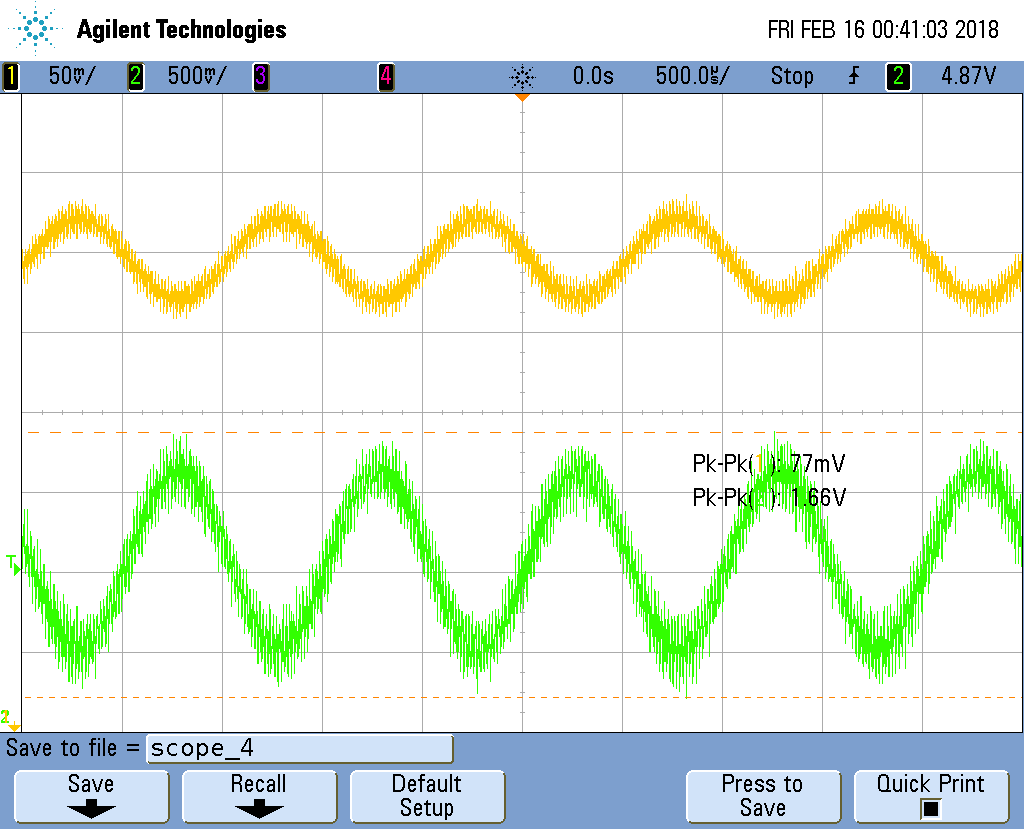 Agilent Technologies FRI FEB 16 00:41:03 2018
1 50mV/ 2 500mV/ 3 4 0.0s 500.0µs/ Stop 2 4.87V
Pk-Pk(1): 77mV
Pk-Pk(2): 1.66V
T
2
Save to file = scope_4
Save Recall Default Setup Press to Save Quick Print